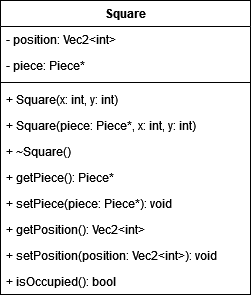 Square
- position: Vec2<int>
- piece: Piece*
+ Square(x: int, y: int)
+ Square(piece: Piece*, x: int, y: int)
+ ~Square()
+ getPiece(): Piece*
+ setPiece(piece: Piece*): void
+ getPosition(): Vec2<int>
+ setPosition(position: Vec2<int>): void
+ isOccupied(): bool